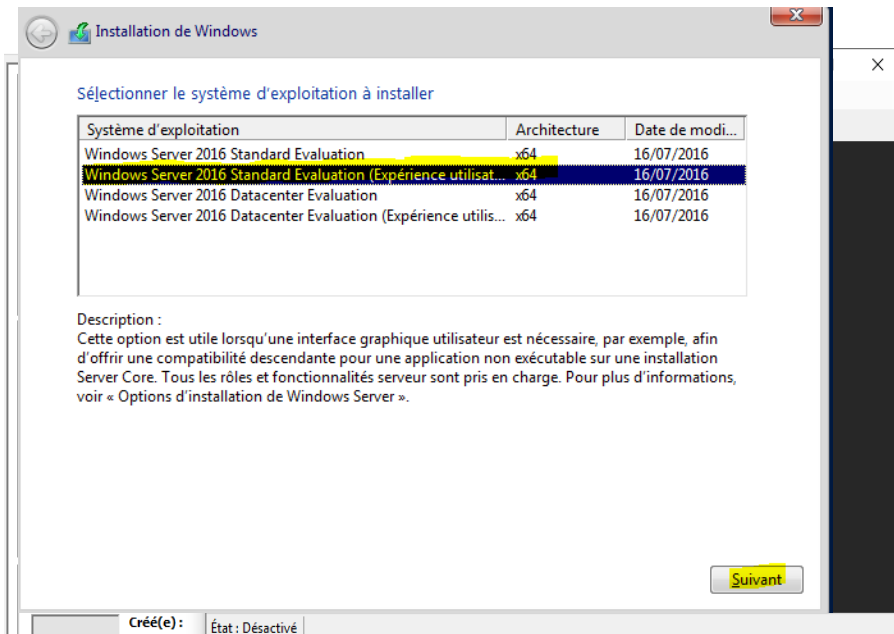 Installation de Windows
Sélectionner le système d'exploitation à installer
Système d'exploitation Architecture Date de modi...
Windows Server 2016 Standard Evaluation x64 16/07/2016
Windows Server 2016 Standard Evaluation (Expérience utilisat... x64 16/07/2016
Windows Server 2016 Datacenter Evaluation x64 16/07/2016
Windows Server 2016 Datacenter Evaluation (Expérience utilis... x64 16/07/2016
Description :
Cette option est utile lorsqu'une interface graphique utilisateur est nécessaire, par exemple, afin
d'offrir une compatibilité descendante pour une application non exécutable sur une installation
Server Core. Tous les rôles et fonctionnalités serveur sont pris en charge. Pour plus d'informations,
voir « Options d'installation de Windows Server ».
Suivant
Créé(e) : État : Désactivé